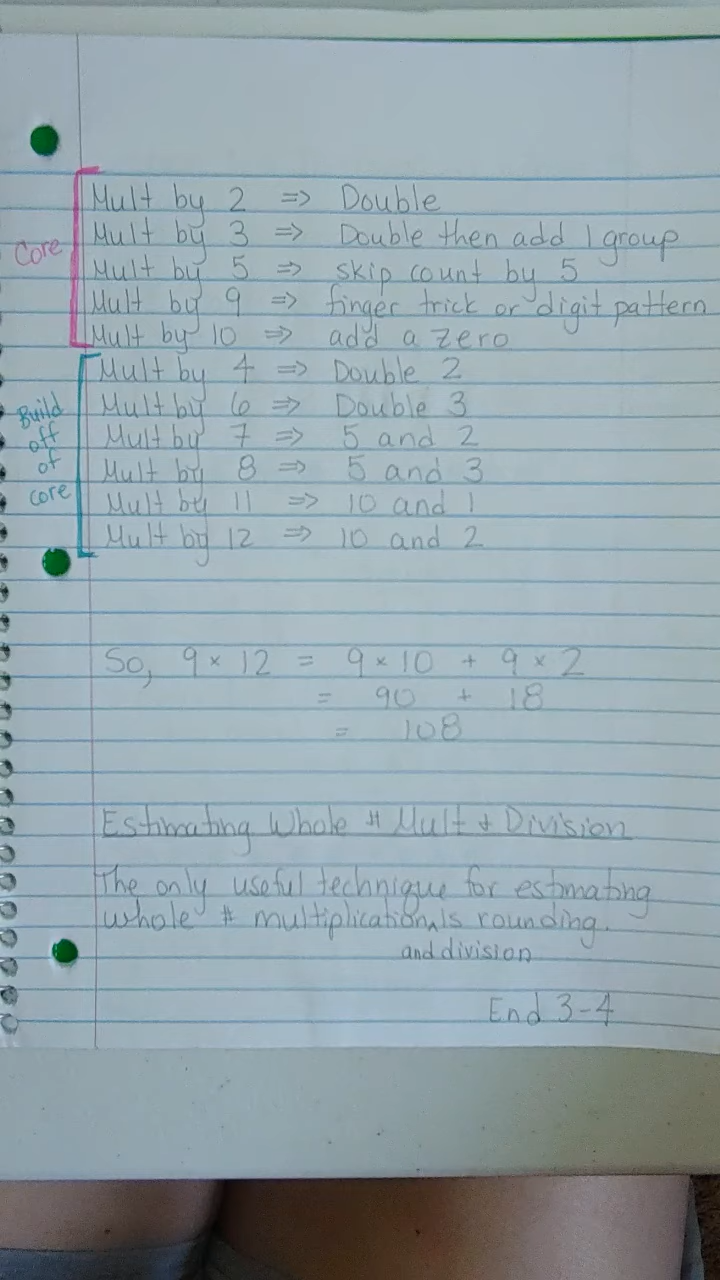 Core
Mult by 2 => Double
Mult by 3 => Double then add 1 group
Mult by 5 => skip count by 5
Mult by 9 => finger trick or digit pattern
Mult by 10 => add a zero
Build
off
of
core
Mult by 4 => Double 2
Mult by 6 => Double 3
Mult by 7 => 5 and 2
Mult by 8 => 5 and 3
Mult by 11 => 10 and 1
Mult by 12 => 10 and 2
So, 9 × 12 = 9 × 10 + 9 × 2
= 90 + 18
= 108
Estimating Whole # Mult + Division
The only useful technique for estimating
whole # multiplication ^ is rounding.
and division
End 3-4